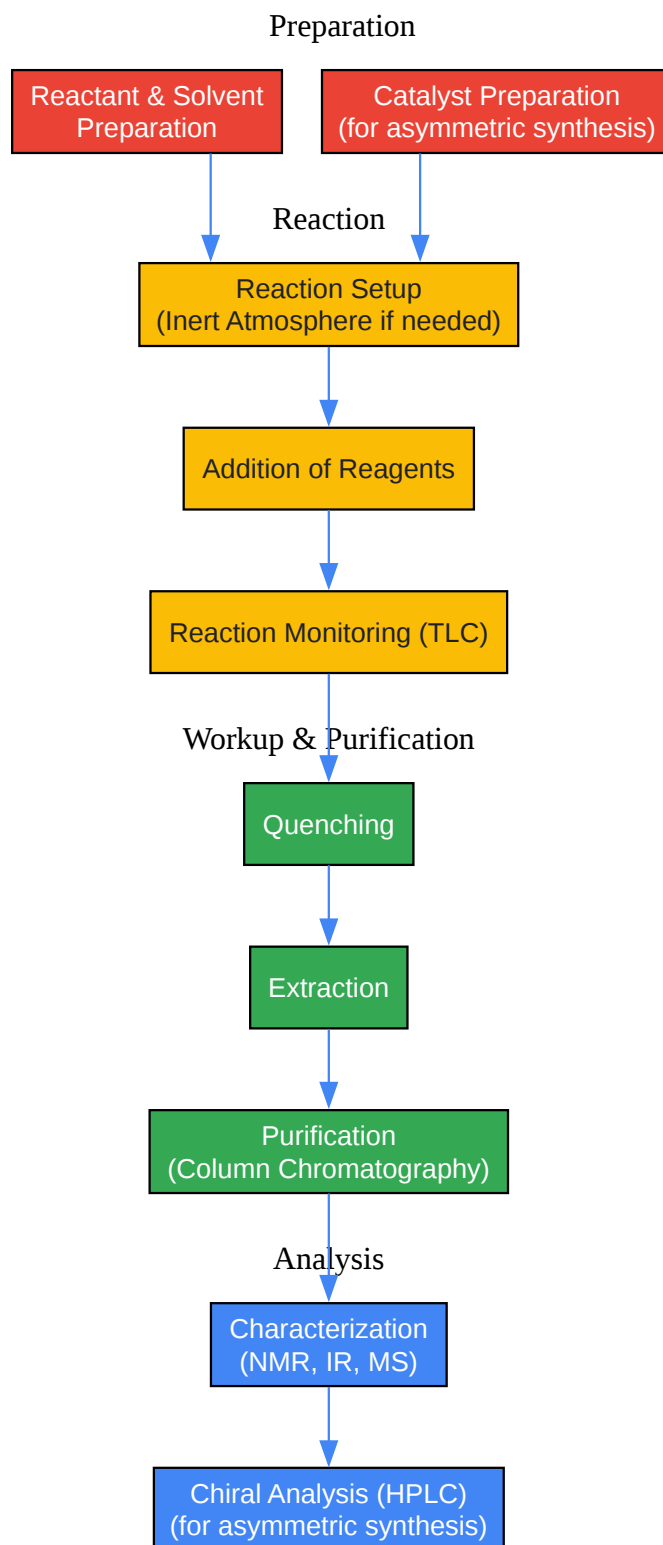 Preparation
Reactant & Solvent
Preparation
Catalyst Preparation
(for asymmetric synthesis)
Reaction
Reaction Setup
(Inert Atmosphere if needed)
Addition of Reagents
Reaction Monitoring (TLC)
Workup & Purification
Quenching
Extraction
Purification
(Column Chromatography)
Analysis
Characterization
(NMR, IR, MS)
Chiral Analysis (HPLC)
(for asymmetric synthesis)